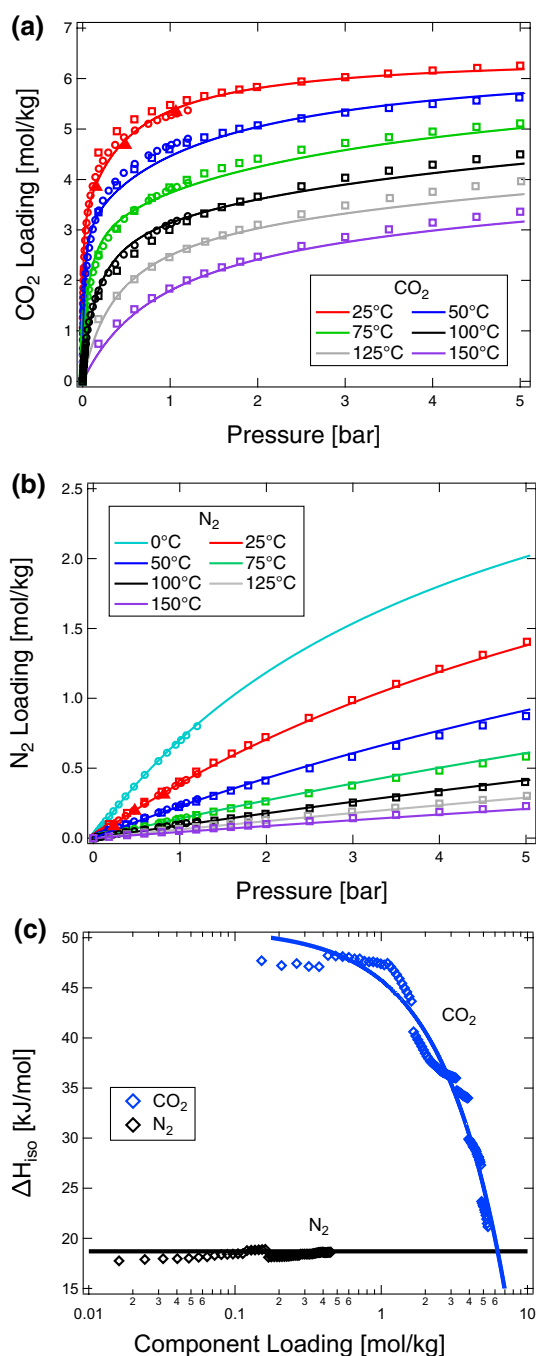 (a)
CO₂ Loading [mol/kg]
7
6
5
4
3
2
1
0
CO₂
25°C 50°C
75°C 100°C
125°C 150°C
0 1 2 3 4 5
Pressure [bar]
(b)
N₂ Loading [mol/kg]
2.5
2.0
1.5
1.0
0.5
0.0
N₂
0°C 25°C
50°C 75°C
100°C 125°C
150°C
0 1 2 3 4 5
Pressure [bar]
(c)
ΔH_iso [kJ/mol]
50
45
40
35
30
25
20
15
CO₂
CO₂
N₂
N₂
0.01 2 3 4 5 6 0.1 2 3 4 5 6 1 2 3 4 5 6 10
Component Loading [mol/kg]